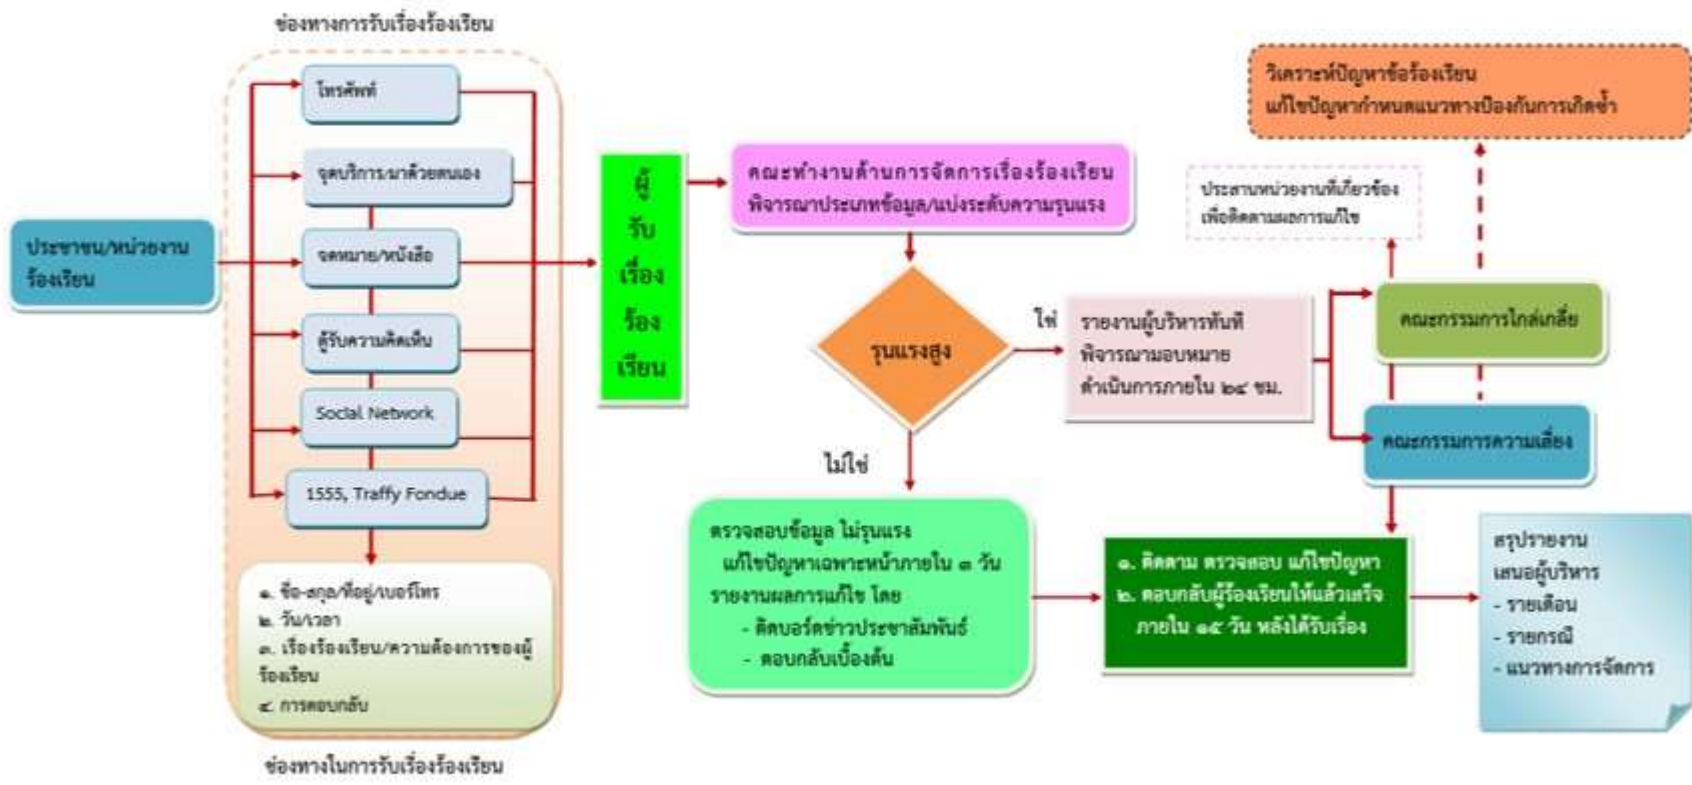 ช่องทางการรับเรื่องร้องเรียน
ประชาชน/หน่วยงาน
ร้องเรียน
โทรศัพท์
จุดบริการ/มาด้วยตนเอง
จดหมาย/หนังสือ
ตู้รับความคิดเห็น
Social Network
1555, Traffy Fondue
๑. ชื่อ-สกุล/ที่อยู่/เบอร์โทร
๒. วัน/เวลา
๓. เรื่องร้องเรียน/ความต้องการของผู้
ร้องเรียน
๔. การตอบกลับ
ช่องทางในการรับเรื่องร้องเรียน
ผู้
รับ
เรื่อง
ร้อง
เรียน
คณะทำงานด้านการจัดการเรื่องร้องเรียน
พิจารณาประเภทข้อมูล/แบ่งระดับความรุนแรง
รุนแรงสูง
ใช่
ไม่ใช่
รายงานผู้บริหารทันที
พิจารณามอบหมาย
ดำเนินการภายใน ๒๔ ชม.
วิเคราะห์ปัญหาข้อร้องเรียน
แก้ไขปัญหากำหนดแนวทางป้องกันการเกิดซ้ำ
ประสานหน่วยงานที่เกี่ยวข้อง
เพื่อติดตามผลการแก้ไข
คณะกรรมการไกล่เกลี่ย
คณะกรรมการความเสี่ยง
ตรวจสอบข้อมูล ไม่รุนแรง
แก้ไขปัญหาเฉพาะหน้าภายใน ๓ วัน
รายงานผลการแก้ไข โดย
- ติดบอร์ดข่าวประชาสัมพันธ์
- ตอบกลับเบื้องต้น
๑. ติดตาม ตรวจสอบ แก้ไขปัญหา
๒. ตอบกลับผู้ร้องเรียนให้แล้วเสร็จ
ภายใน ๑๕ วัน หลังได้รับเรื่อง
สรุปรายงาน
เสนอผู้บริหาร
- รายเดือน
- รายกรณี
- แนวทางการจัดการ